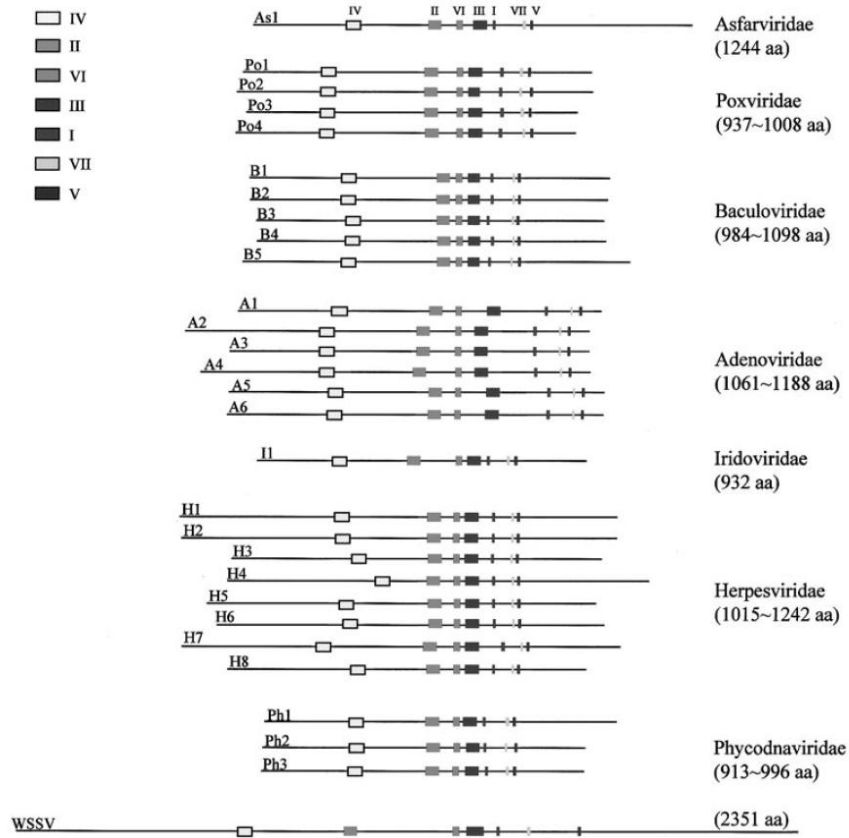 IV
II
VI
III
I
VII
V
IV II VI III I VII V
As1
Asfarviridae
(1244 aa)
Po1
Po2
Po3
Po4
Poxviridae
(937~1008 aa)
B1
B2
B3
B4
B5
Baculoviridae
(984~1098 aa)
A1
A2
A3
A4
A5
A6
Adenoviridae
(1061~1188 aa)
I1
Iridoviridae
(932 aa)
H1
H2
H3
H4
H5
H6
H7
H8
Herpesviridae
(1015~1242 aa)
Ph1
Ph2
Ph3
Phycodnaviridae
(913~996 aa)
WSSV
(2351 aa)